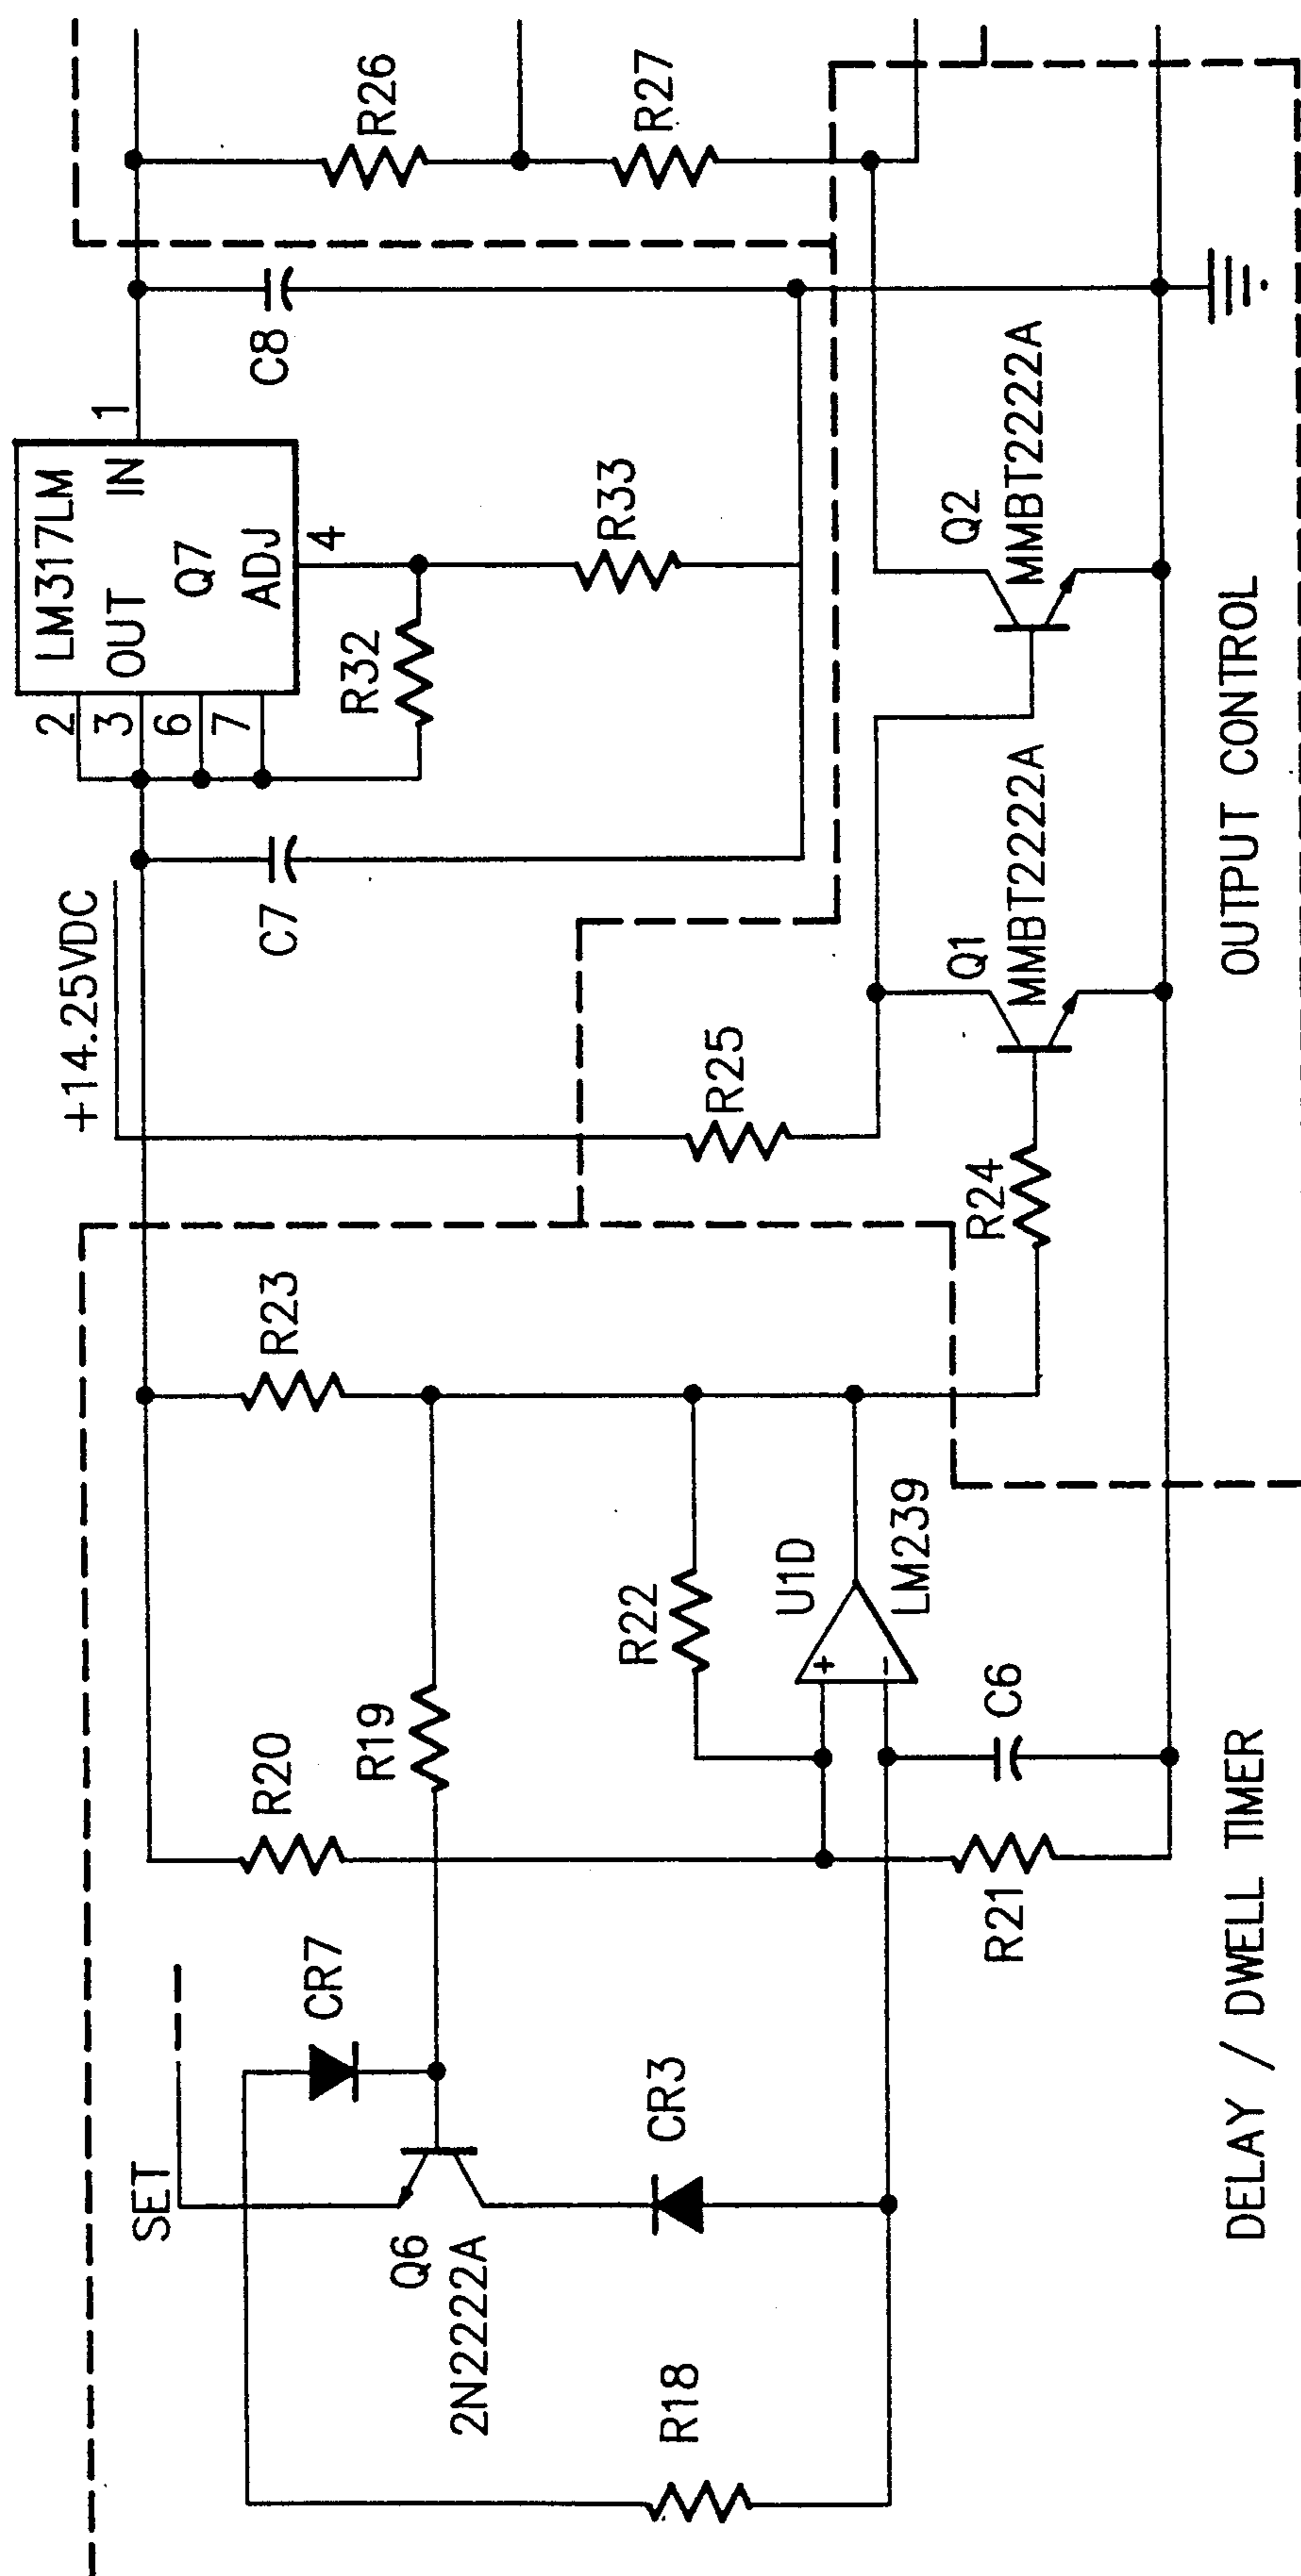 SET
CR7
Q6
2N2222A
CR3
R18
R20
R19
R22
U1D
+
−
LM239
C6
R21
DELAY / DWELL TIMER
R23
R24
+14.25VDC
R25
C7
Q1
MMBT2222A
2
3
6
7
LM317LM
OUT
IN
Q7
ADJ
1
4
R32
R33
C8
Q2
MMBT2222A
OUTPUT CONTROL
R26
R27